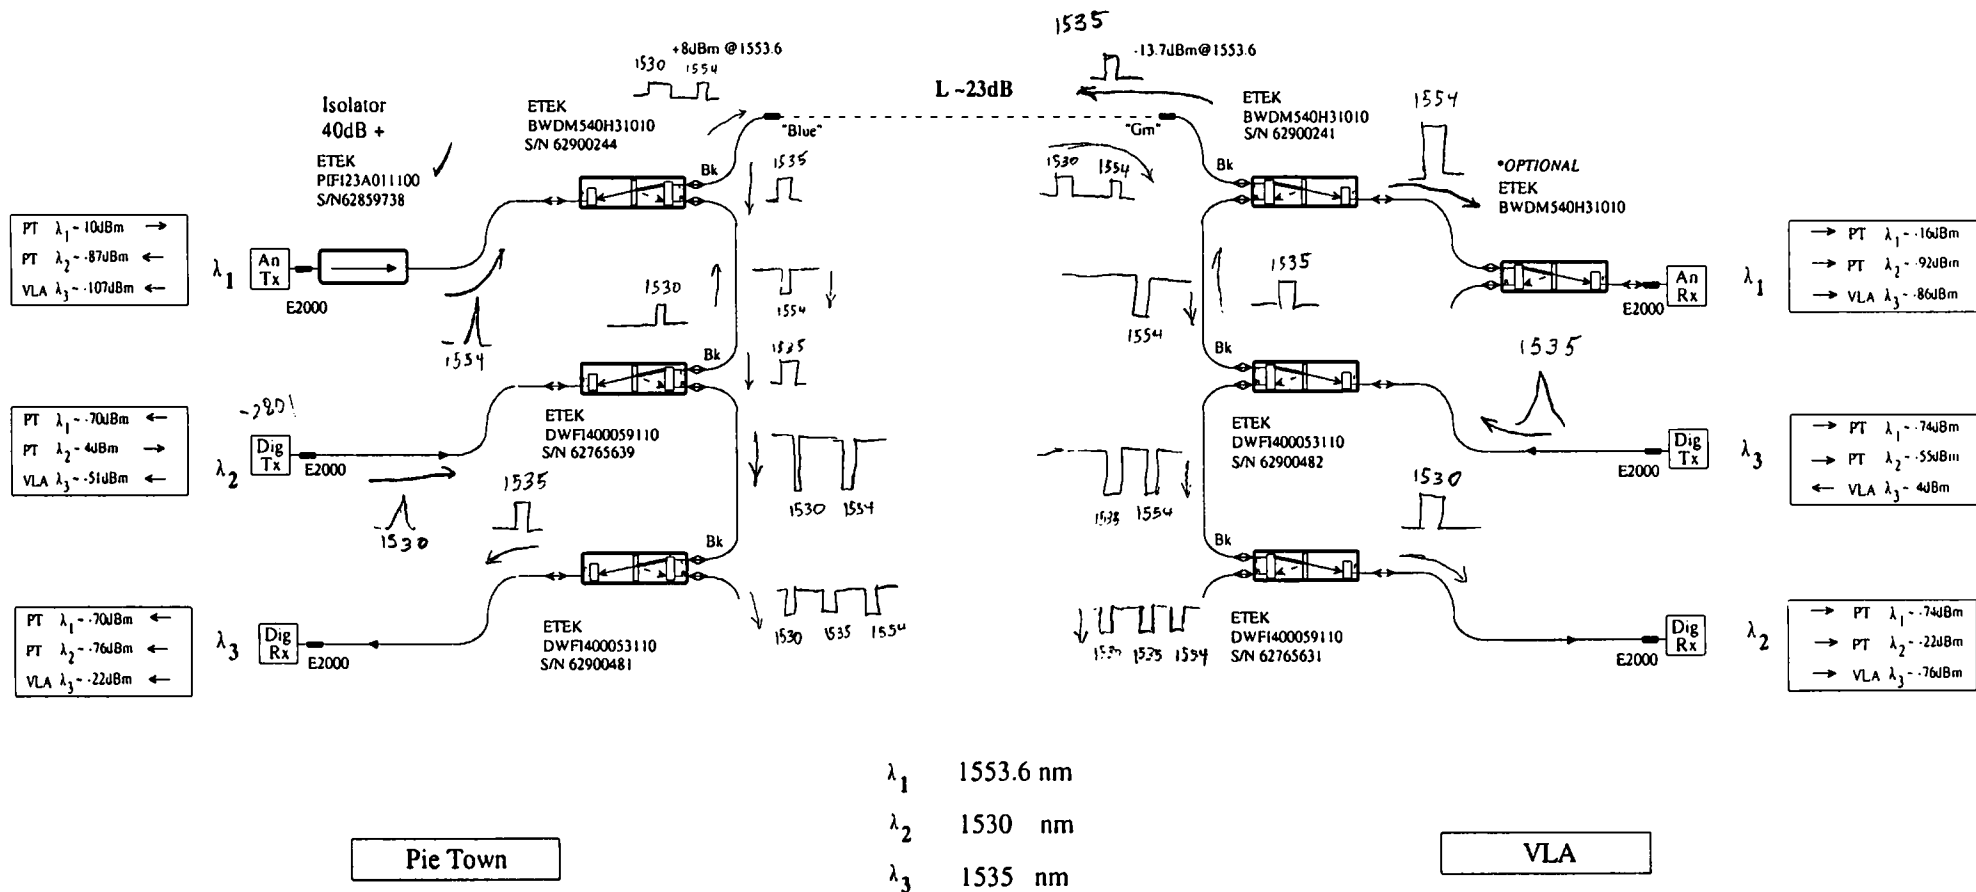 1535
+8dBm @1553.6
-13.7dBm@1553.6
1530 1554
L ~23dB
Isolator
40dB +
ETEK
PIFI23A011100
S/N62859738
ETEK
BWDM540H31010
S/N 62900244
"Blue"
"Grn"
ETEK
BWDM540H31010
S/N 62900241
1554
*OPTIONAL
ETEK
BWDM540H31010
Bk
1535
1530 1554
Bk
PT λ1 ~ 10dBm →
PT λ2 ~ -87dBm ←
VLA λ3 ~ -107dBm ←
λ1
An
Tx
E2000
1554
1530
1554
1535
Bk
1554
1535
Bk
An
Rx
E2000
λ1
→ PT λ1 ~ -16dBm
→ PT λ2 ~ -92dBm
→ VLA λ3 ~ -86dBm
1535
PT λ1 ~ -70dBm ←
PT λ2 ~ 4dBm →
VLA λ3 ~ -51dBm ←
λ2
Dig
Tx
E2000
1530
ETEK
DWFI400059110
S/N 62765639
1535
1530 1554
Bk
1535 1554
Bk
ETEK
DWFI400053110
S/N 62900482
1530
Dig
Tx
E2000
λ3
→ PT λ1 ~ -74dBm
→ PT λ2 ~ -55dBm
← VLA λ3 ~ 4dBm
PT λ1 ~ -70dBm ←
PT λ2 ~ -76dBm ←
VLA λ3 ~ -22dBm ←
λ3
Dig
Rx
E2000
ETEK
DWFI400053110
S/N 62900481
1530 1535 1554
1535 1554
ETEK
DWFI400059110
S/N 62765631
Dig
Rx
E2000
λ2
→ PT λ1 ~ -74dBm
→ PT λ2 ~ -22dBm
→ VLA λ3 ~ -76dBm
λ1 1553.6 nm
λ2 1530 nm
λ3 1535 nm
Pie Town
VLA